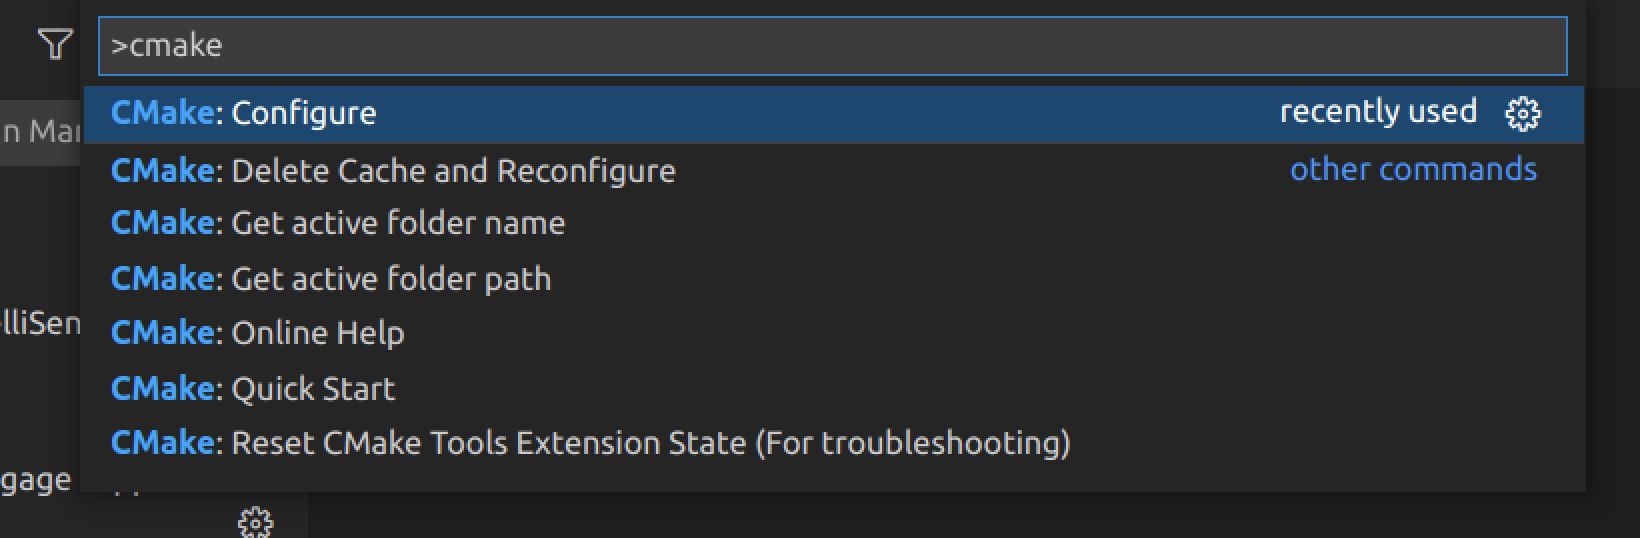 >cmake
CMake: Configure recently used
CMake: Delete Cache and Reconfigure other commands
CMake: Get active folder name
CMake: Get active folder path
CMake: Online Help
CMake: Quick Start
CMake: Reset CMake Tools Extension State (For troubleshooting)
n Mar
elliSen
gage